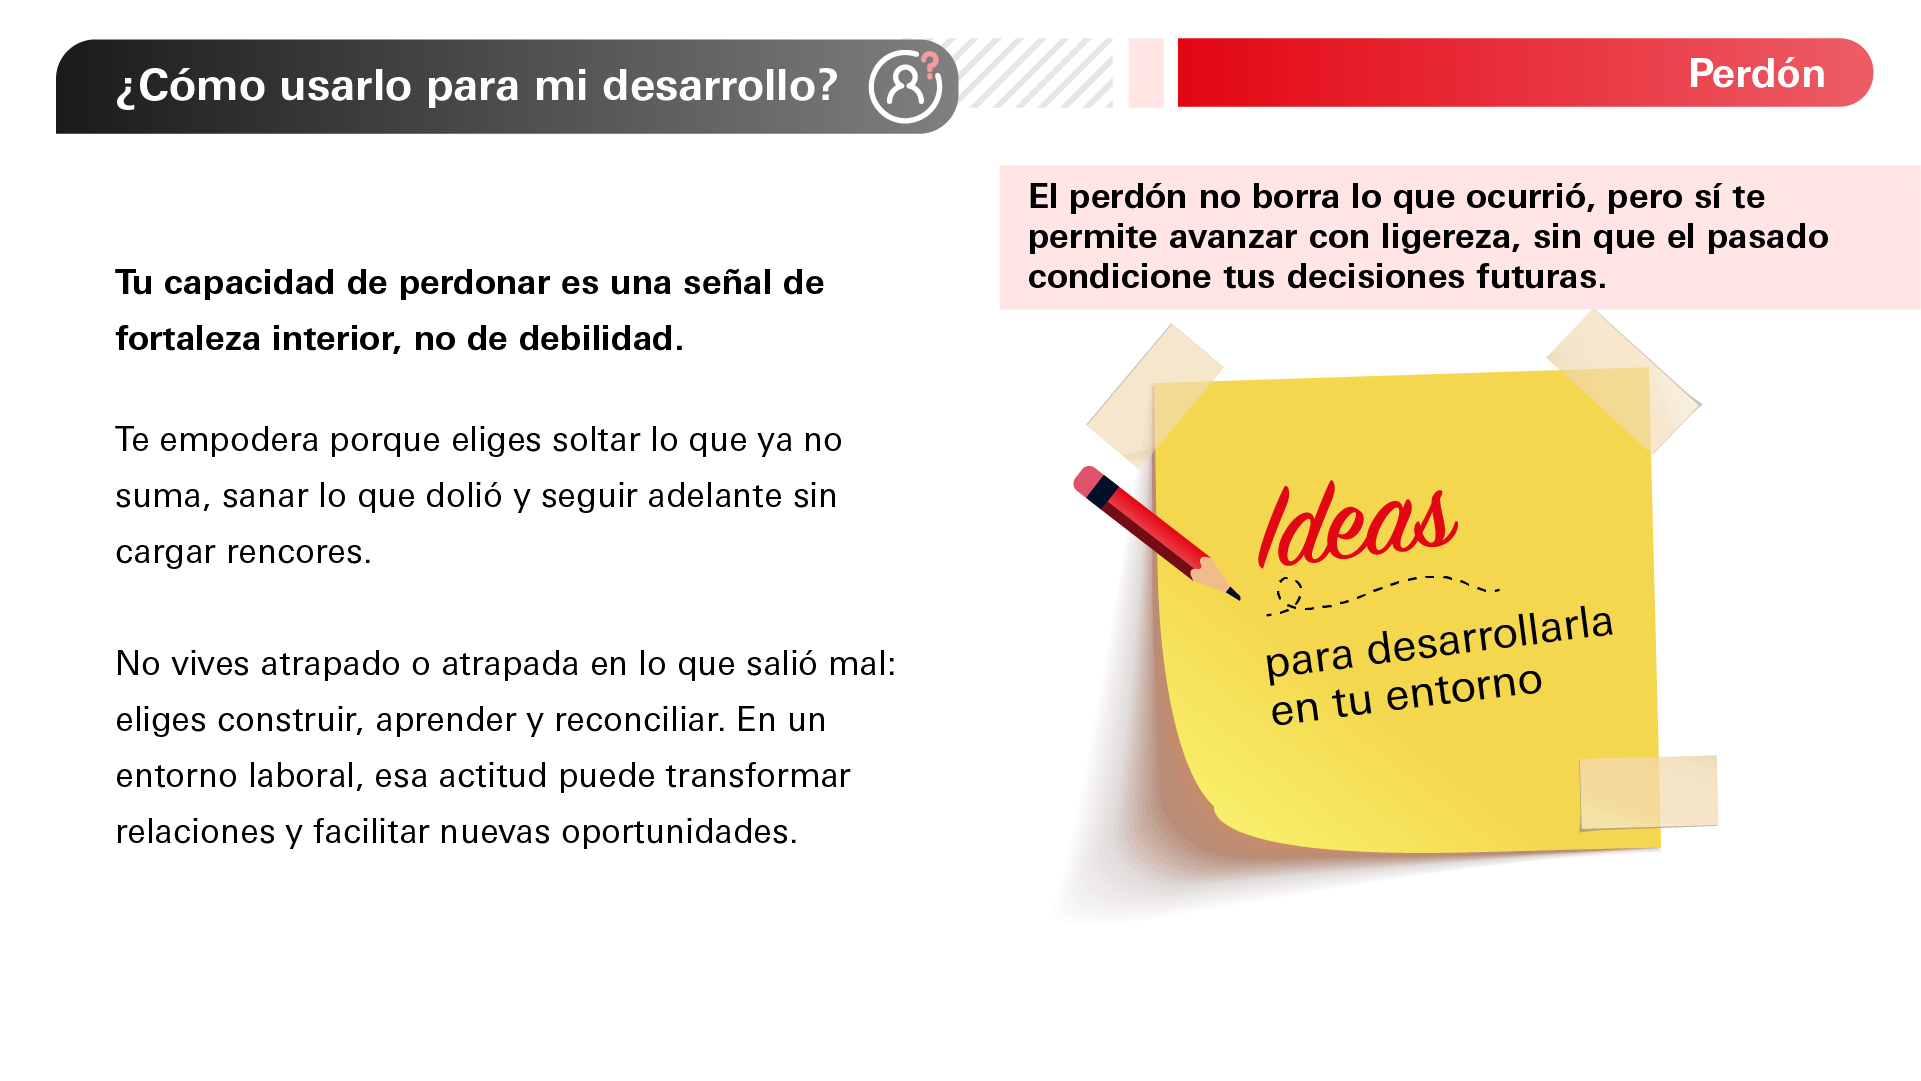 ¿Cómo usarlo para mi desarrollo?
Perdón
Tu capacidad de perdonar es una señal de
fortaleza interior, no de debilidad.
Te empodera porque eliges soltar lo que ya no
suma, sanar lo que dolió y seguir adelante sin
cargar rencores.
No vives atrapado o atrapada en lo que salió mal:
eliges construir, aprender y reconciliar. En un
entorno laboral, esa actitud puede transformar
relaciones y facilitar nuevas oportunidades.
El perdón no borra lo que ocurrió, pero sí te
permite avanzar con ligereza, sin que el pasado
condicione tus decisiones futuras.
Ideas
para desarrollarla
en tu entorno